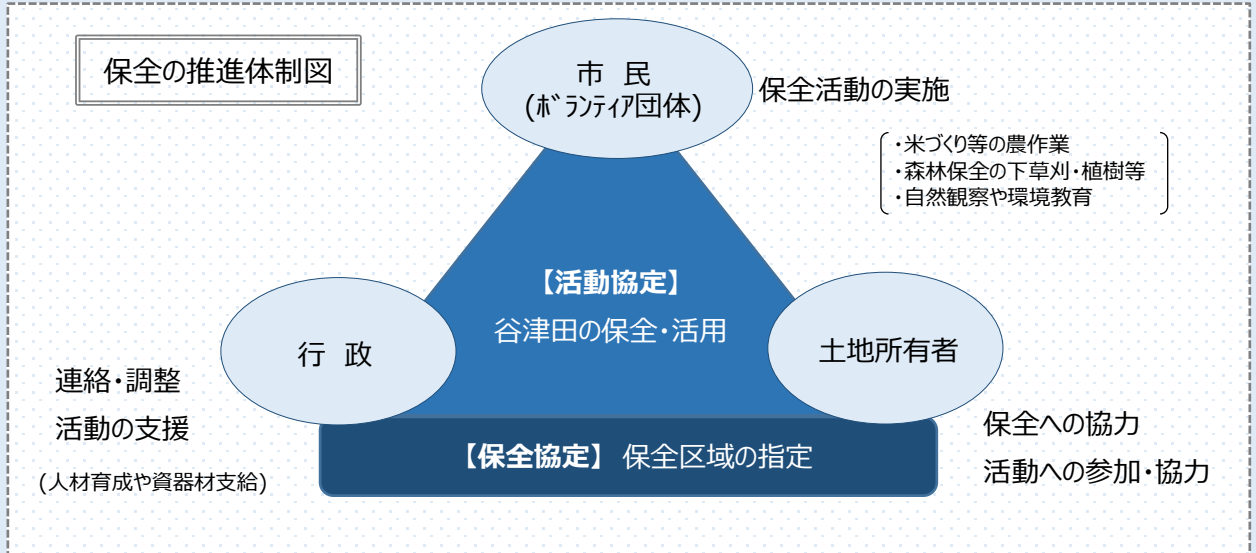 保全の推進体制図
市 民
(ﾎﾞﾗﾝﾃｨｱ団体)
保全活動の実施
・米づくり等の農作業
・森林保全の下草刈・植樹等
・自然観察や環境教育
【活動協定】
谷津田の保全・活用
行 政
土地所有者
連絡・調整
活動の支援
(人材育成や資器材支給)
【保全協定】 保全区域の指定
保全への協力
活動への参加・協力